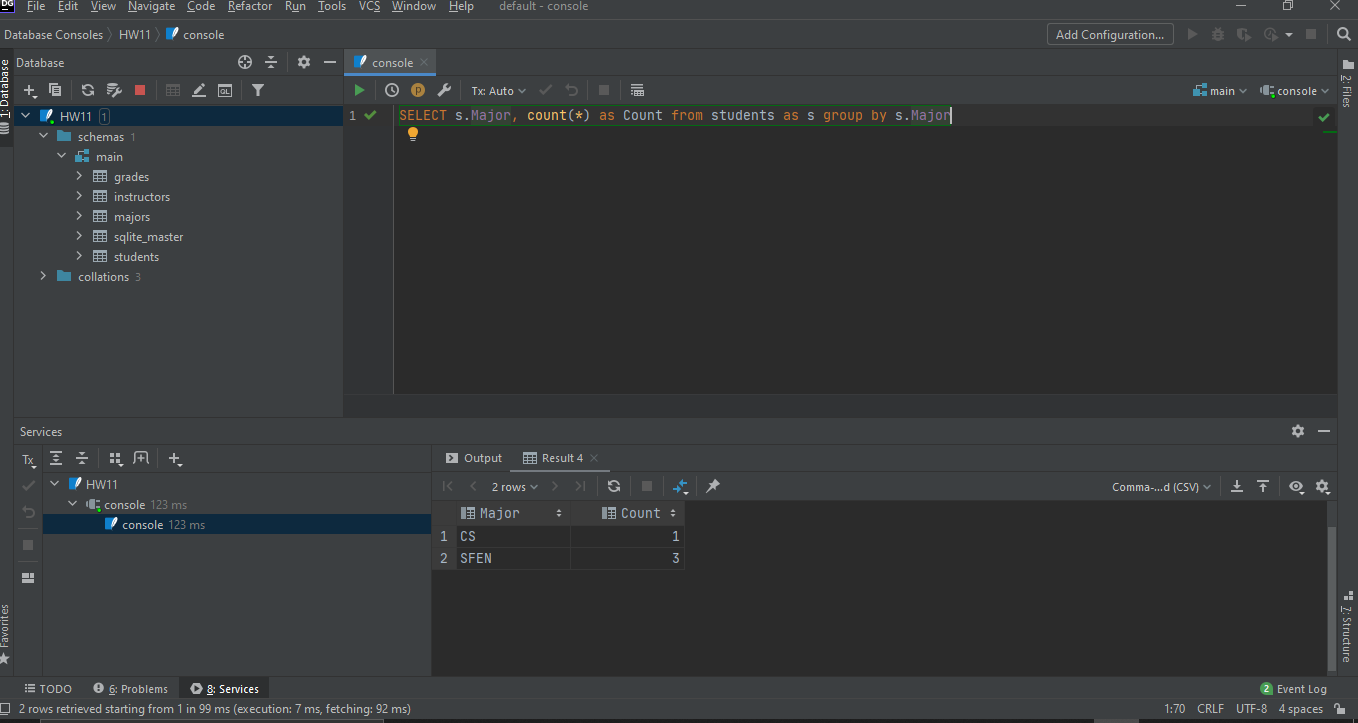 DG File Edit View Navigate Code Refactor Run Tools VCS Window Help default - console
Database Consoles HW11 console Add Configuration...
Database
console
Tx: Auto main console
HW11 1
schemas 1
main
grades
instructors
majors
sqlite_master
students
collations 3
1 SELECT s.Major, count(*) as Count from students as s group by s.Major
1: Database
2: Files
Services
Tx
HW11
console 123 ms
console 123 ms
Output Result 4
2 rows Comma-...d (CSV)
Major Count
1 CS 1
2 SFEN 3
Favorites
7: Structure
TODO 6: Problems 8: Services 2 Event Log
2 rows retrieved starting from 1 in 99 ms (execution: 7 ms, fetching: 92 ms) 1:70 CRLF UTF-8 4 spaces